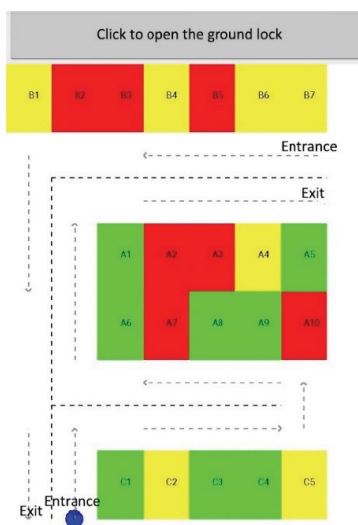 Click to open the ground lock
B1 B2 B3 B4 B5 B6 B7
Entrance
Exit
A1 A2 A3 A4 A5
A6 A7 A8 A9 A10
C1 C2 C3 C4 C5
Entrance
Exit